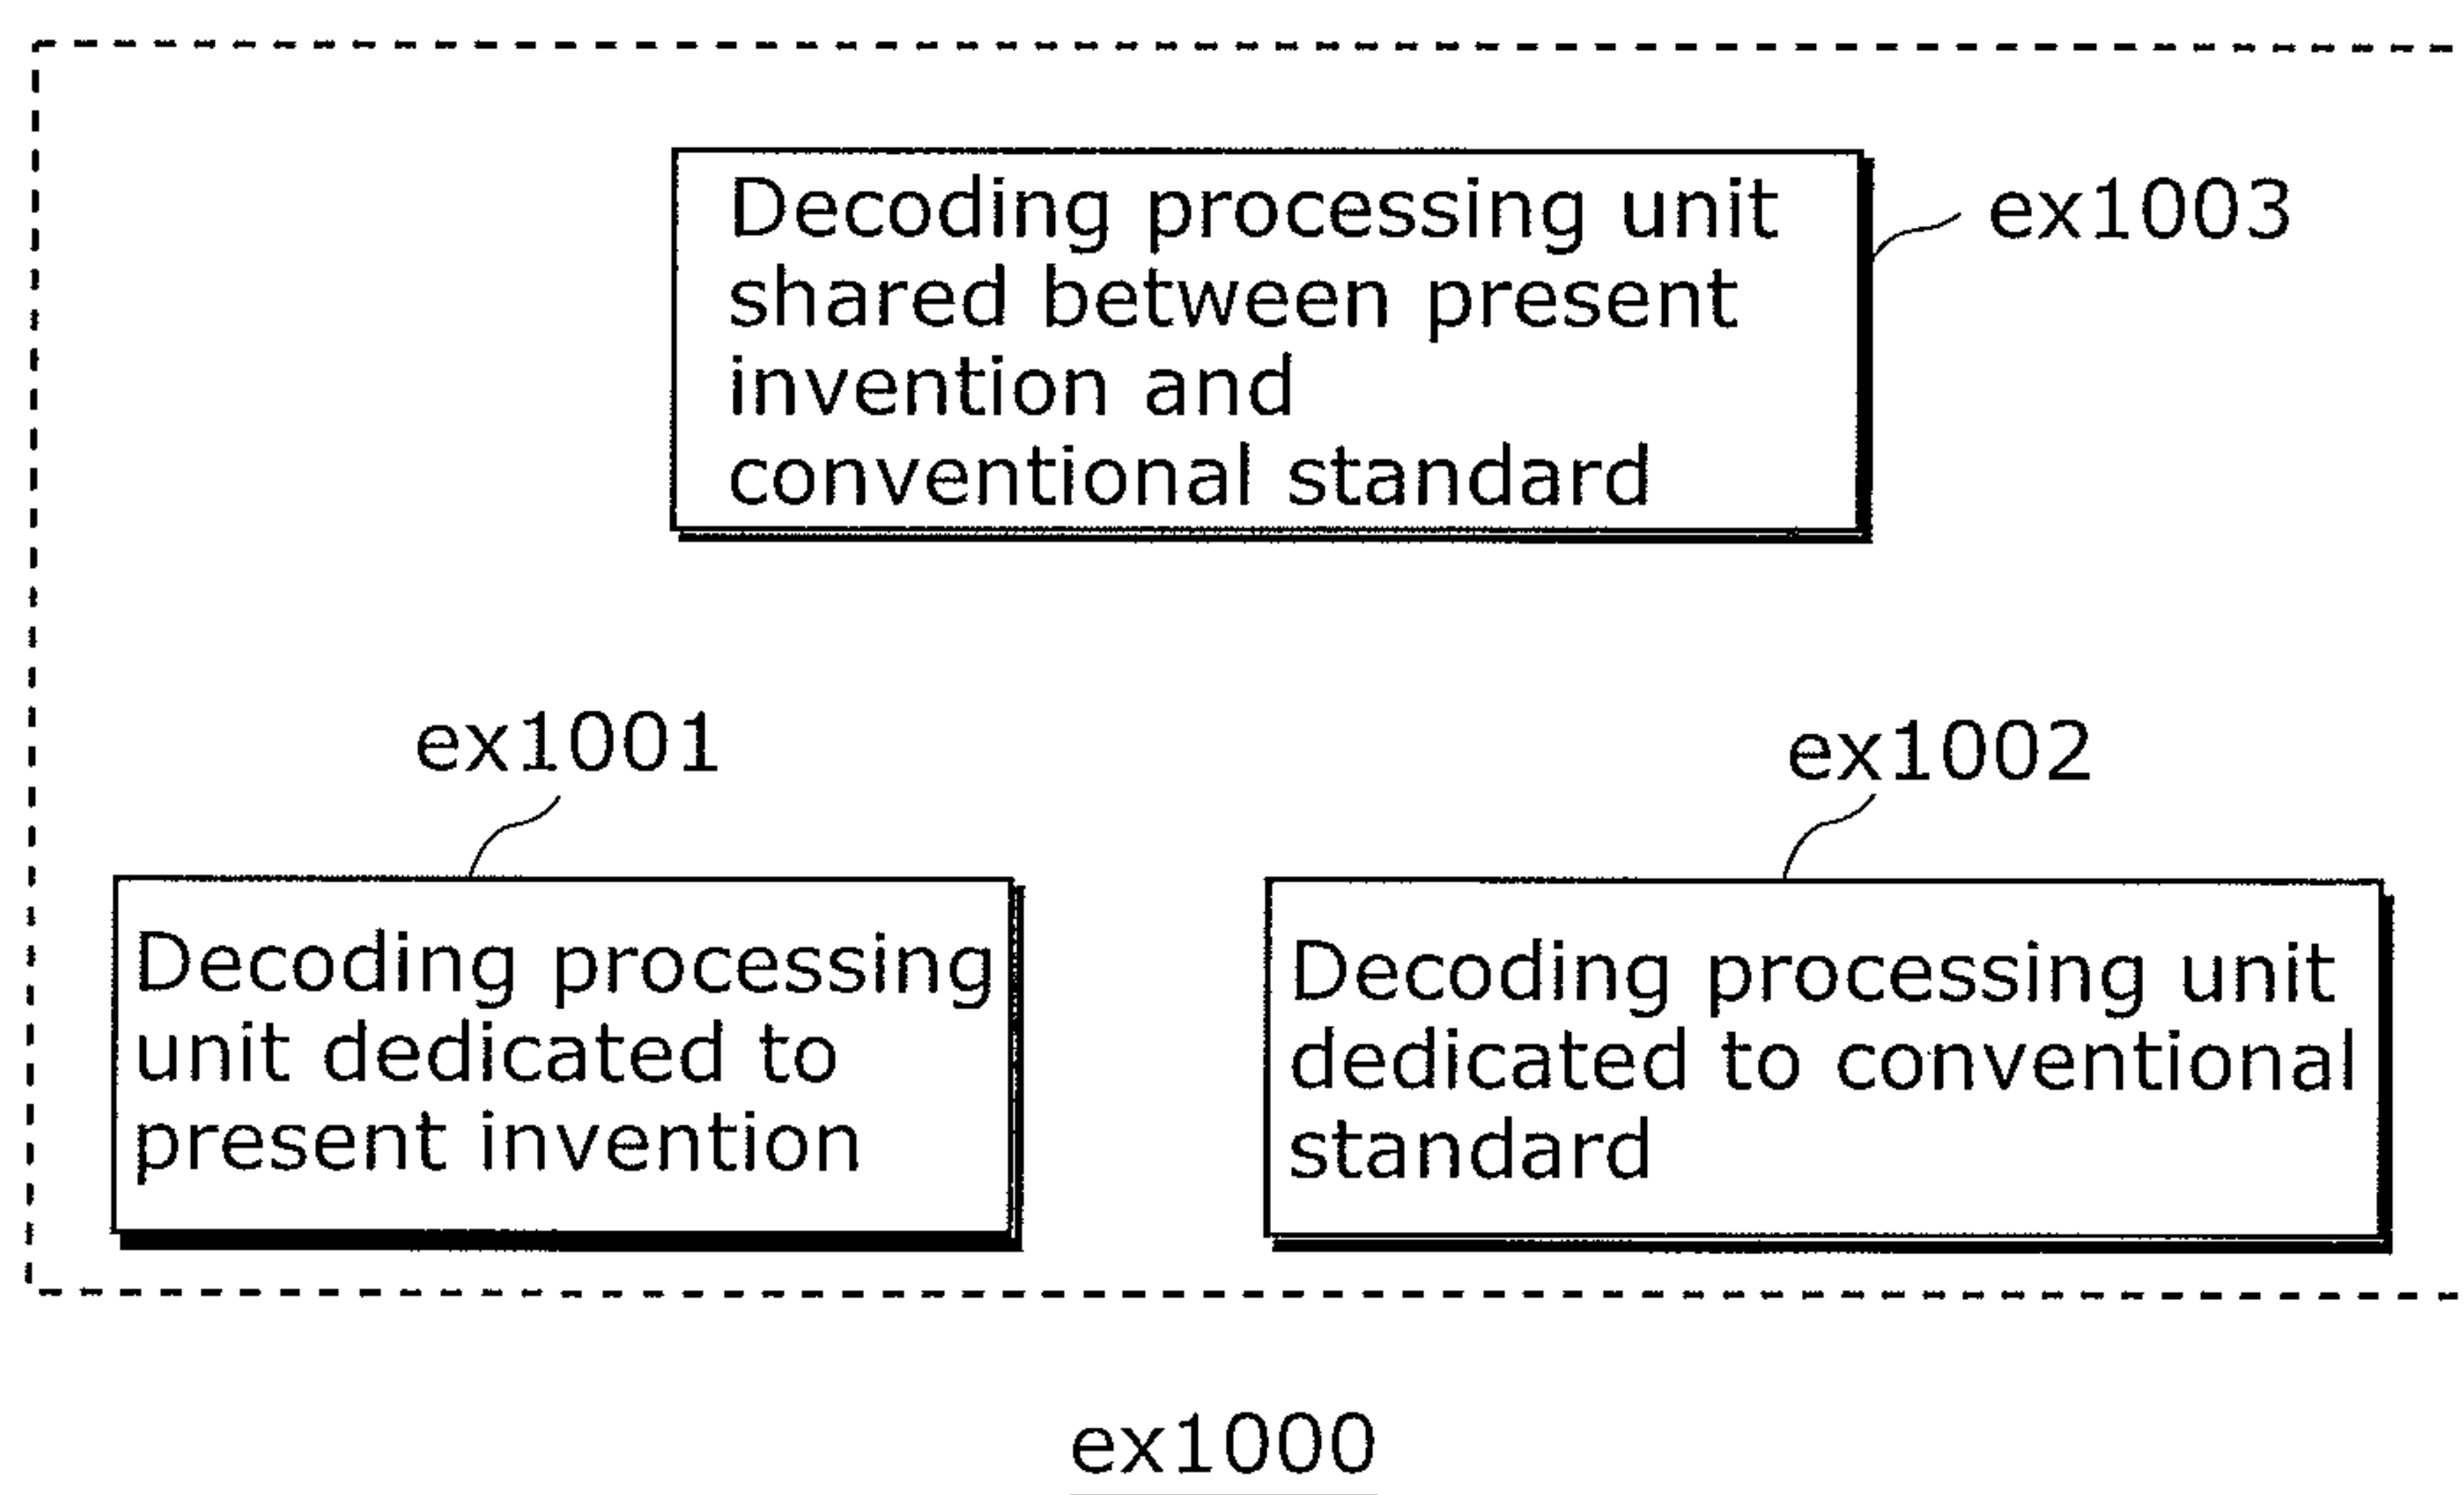 Decoding processing unit
shared between present
invention and
conventional standard
ex1003
ex1001
ex1002
Decoding processing
unit dedicated to
present invention
Decoding processing unit
dedicated to conventional
standard
ex1000